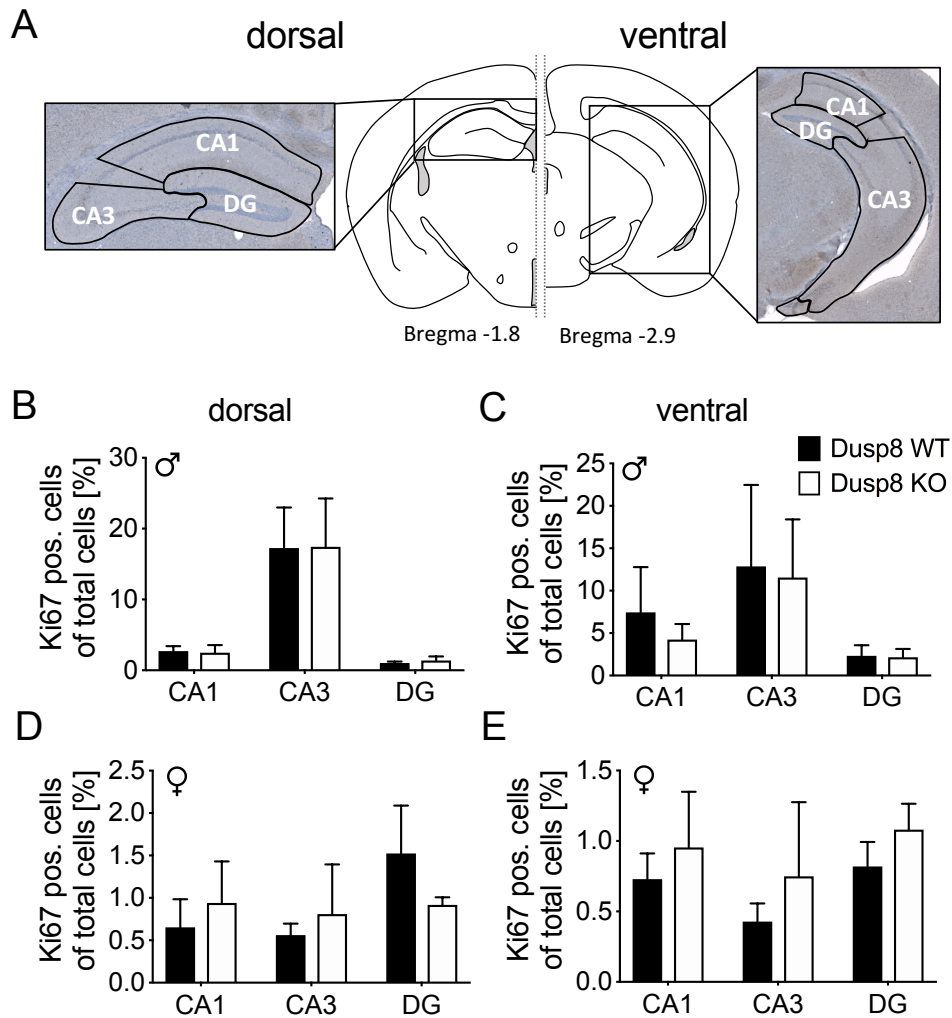 A
dorsal
ventral
CA1
CA3
DG
CA1
DG
CA3
Bregma -1.8
Bregma -2.9
B
dorsal
♂
Ki67 pos. cells
of total cells [%]
30
20
10
0
CA1
CA3
DG
C
ventral
♂
Dusp8 WT
Dusp8 KO
Ki67 pos. cells
of total cells [%]
25
20
15
10
5
0
CA1
CA3
DG
D
♀
Ki67 pos. cells
of total cells [%]
2.5
2.0
1.5
1.0
0.5
0.0
CA1
CA3
DG
E
♀
Ki67 pos. cells
of total cells [%]
1.5
1.0
0.5
0.0
CA1
CA3
DG